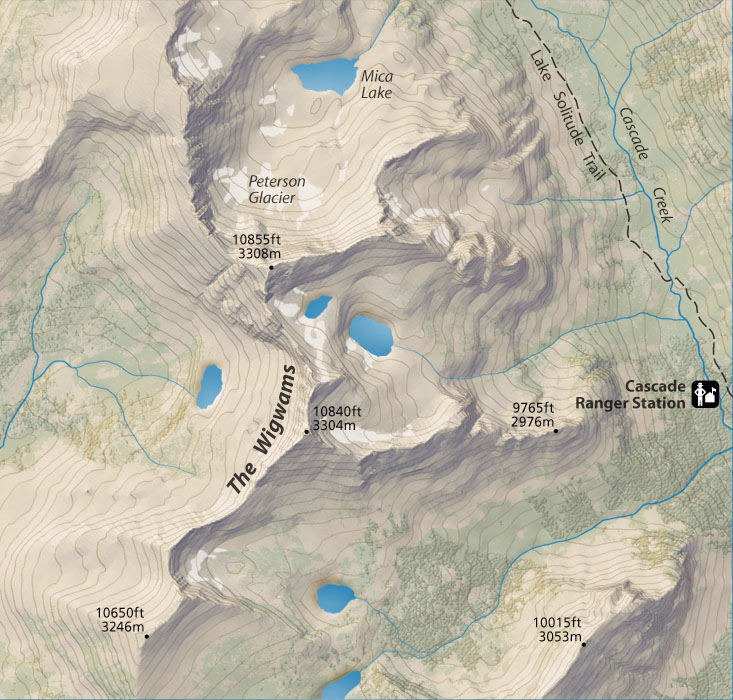 Mica
Lake
Lake Solitude Trail
Cascade Creek
Peterson
Glacier
10855ft
3308m
The Wigwams
10840ft
3304m
9765ft
2976m
Cascade
Ranger Station
10650ft
3246m
10015ft
3053m